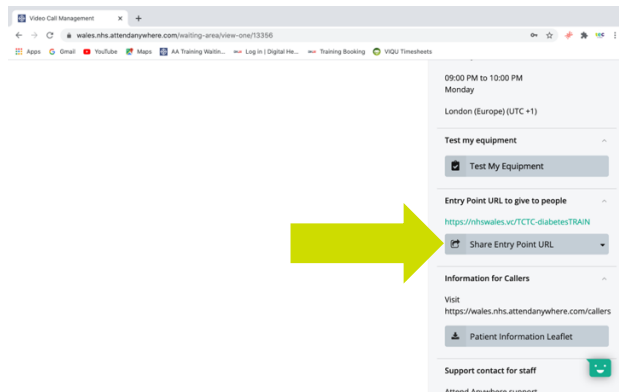 Video Call Management
wales.nhs.attendanywhere.com/waiting-area/view-one/13356
Apps Gmail YouTube Maps AA Training Waitin... Log in | Digital He... Training Booking VIQU Timesheets
09:00 PM to 10:00 PM
Monday
London (Europe) (UTC +1)
Test my equipment
Test My Equipment
Entry Point URL to give to people
https://nhswales.vc/TCTC-diabetesTRAIN
Share Entry Point URL
Information for Callers
Visit
https://wales.nhs.attendanywhere.com/callers
Patient Information Leaflet
Support contact for staff
Attend Anywhere support